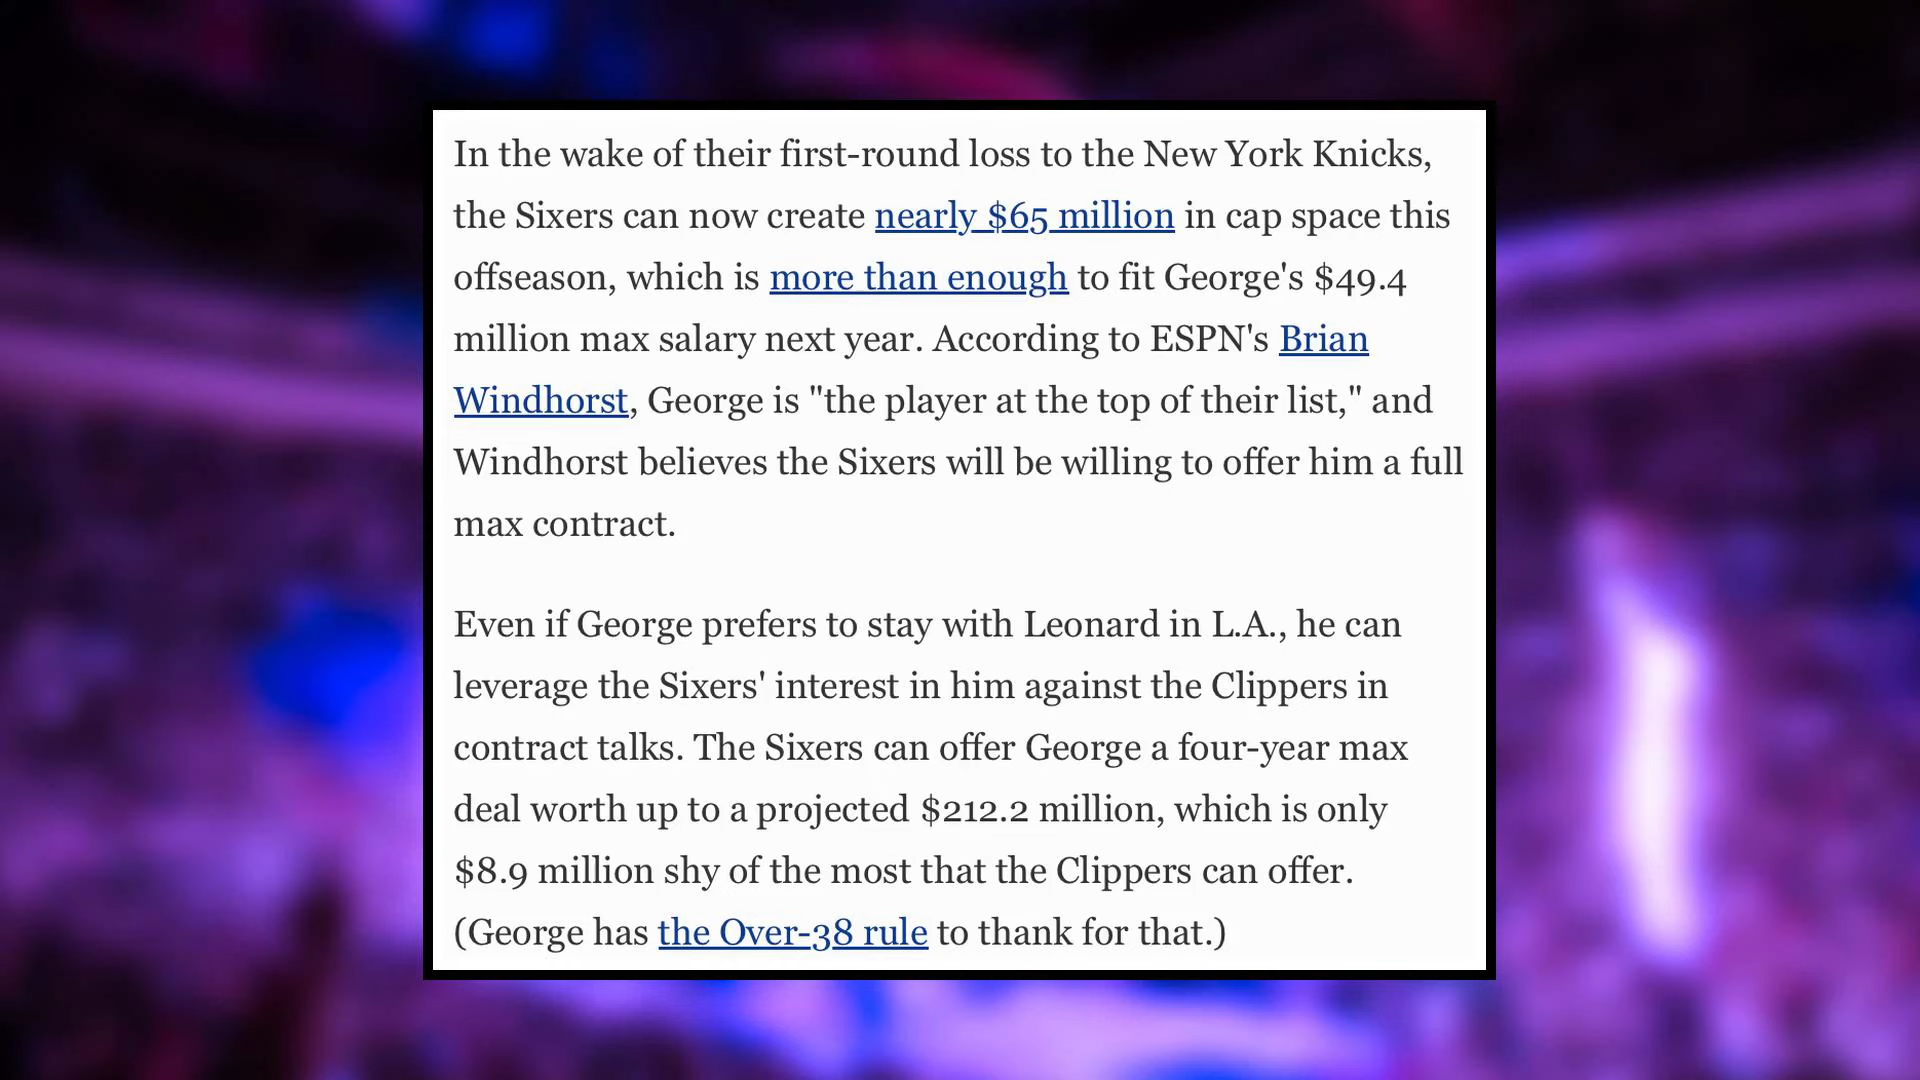 In the wake of their first-round loss to the New York Knicks,
the Sixers can now create nearly $65 million in cap space this
offseason, which is more than enough to fit George's $49.4
million max salary next year. According to ESPN's Brian
Windhorst, George is "the player at the top of their list," and
Windhorst believes the Sixers will be willing to offer him a full
max contract.
Even if George prefers to stay with Leonard in L.A., he can
leverage the Sixers' interest in him against the Clippers in
contract talks. The Sixers can offer George a four-year max
deal worth up to a projected $212.2 million, which is only
$8.9 million shy of the most that the Clippers can offer.
(George has the Over-38 rule to thank for that.)